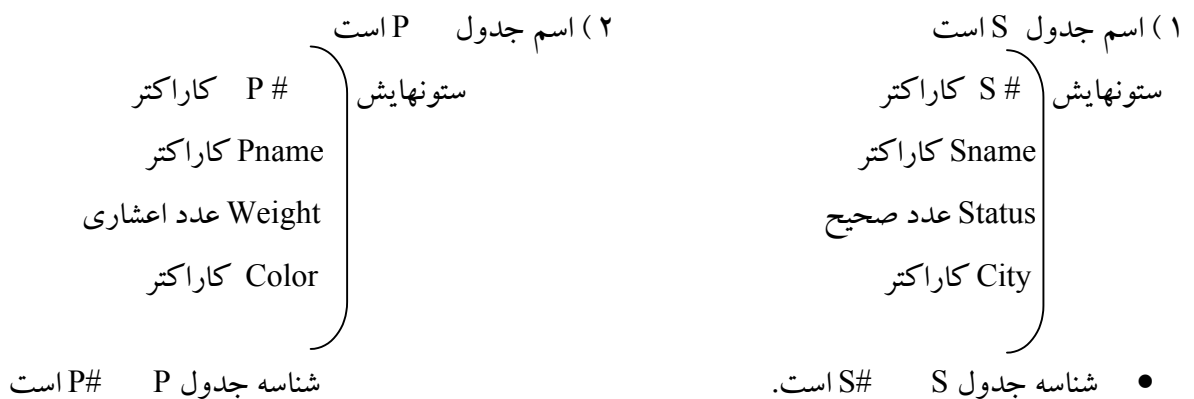 ۱ ) اسم جدول S است
ستونهایش S # کاراکتر
Sname کاراکتر
Status عدد صحیح
City کاراکتر
• شناسه جدول S S# است.
۲ ) اسم جدول P است
ستونهایش P # کاراکتر
Pname کاراکتر
Weight عدد اعشاری
Color کاراکتر
شناسه جدول P P# است